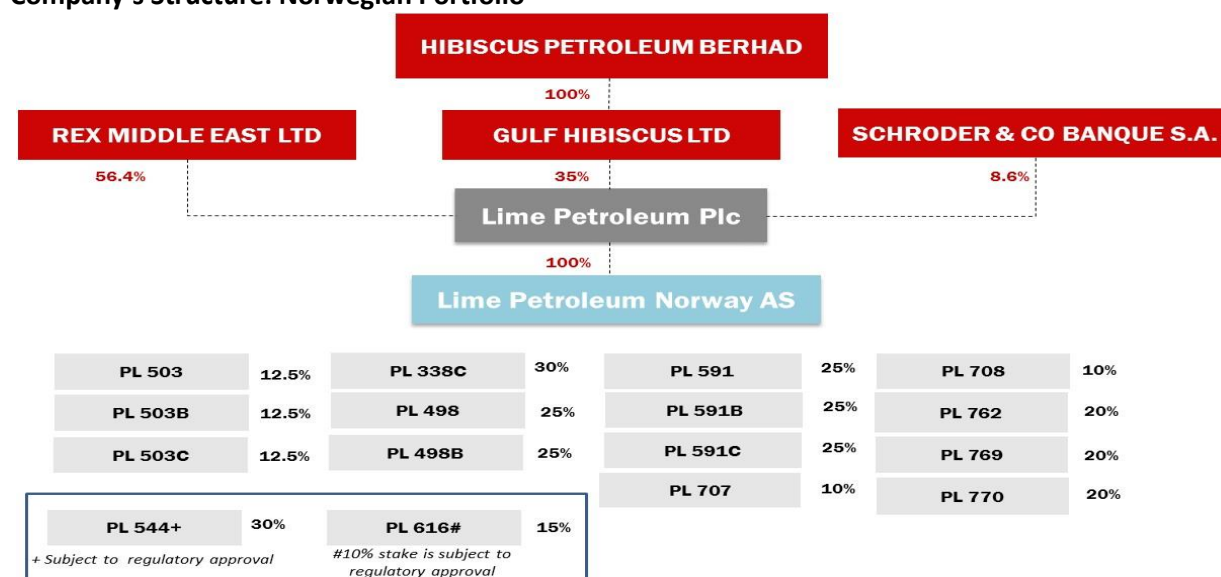 Company's Structure: Norwegian Portfolio
HIBISCUS PETROLEUM BERHAD
100%
REX MIDDLE EAST LTD
GULF HIBISCUS LTD
SCHRODER & CO BANQUE S.A.
56.4%
35%
8.6%
Lime Petroleum Plc
100%
Lime Petroleum Norway AS
PL 503 12.5%
PL 503B 12.5%
PL 503C 12.5%
PL 338C 30%
PL 498 25%
PL 498B 25%
PL 591 25%
PL 591B 25%
PL 591C 25%
PL 707 10%
PL 708 10%
PL 762 20%
PL 769 20%
PL 770 20%
PL 544+ 30%
+ Subject to regulatory approval
PL 616# 15%
#10% stake is subject to
regulatory approval